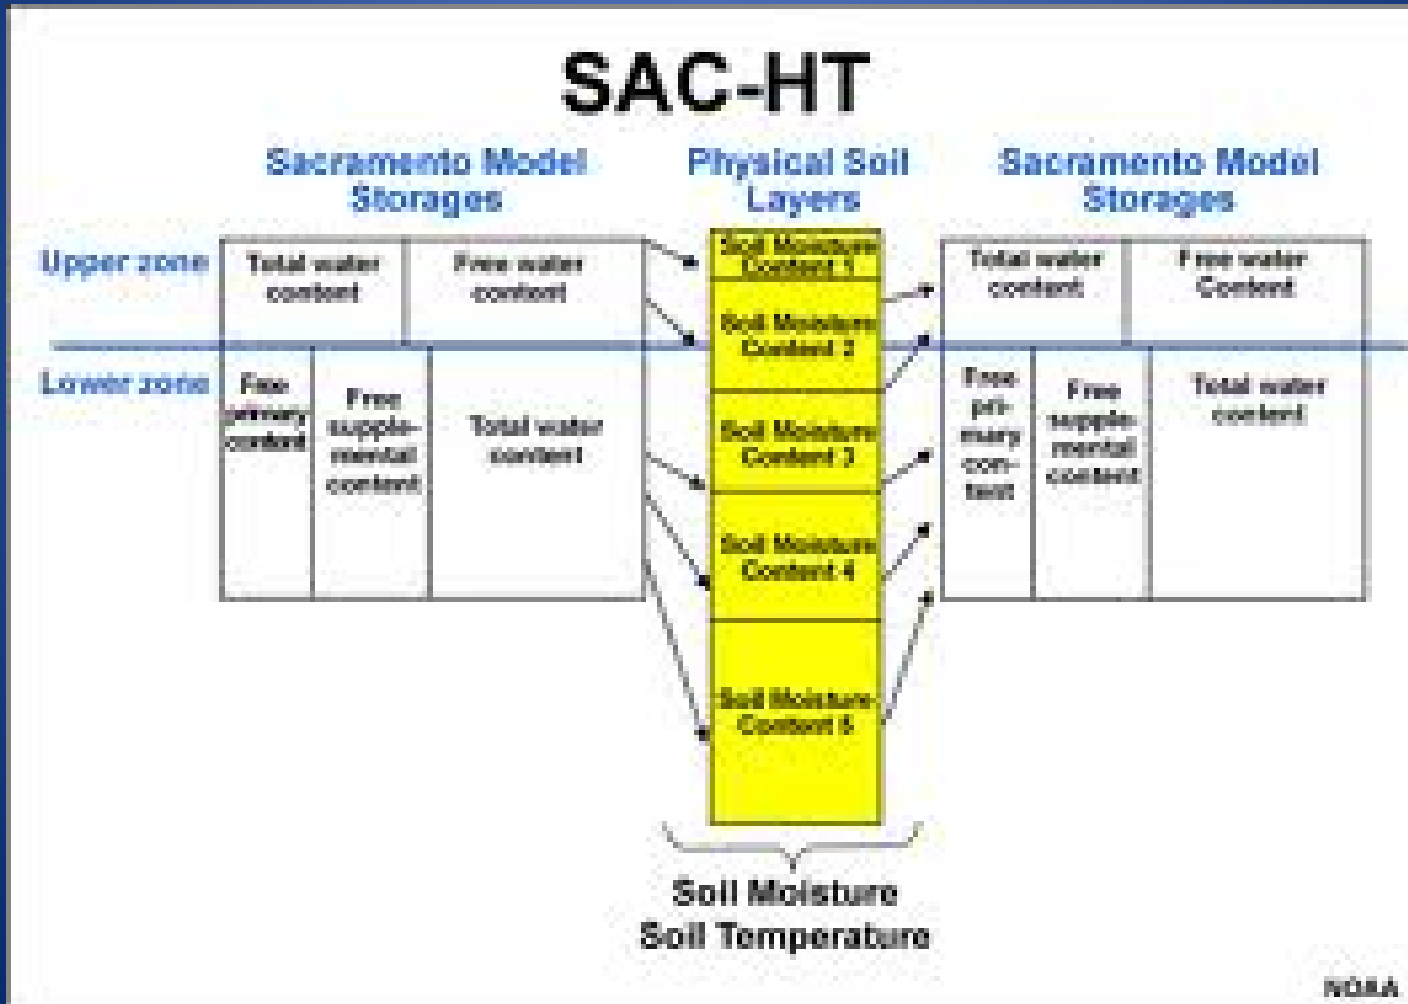 SAC-HT
Sacramento Model
Storages
Physical Soil
Layers
Sacramento Model
Storages
Upper zone
Total water
content
Free water
content
Soil Moisture
Content 1
Total water
content
Free water
Content
Soil Moisture
Content 2
Lower zone
Free
primary
content
Free
supple-
mental
content
Total water
content
Soil Moisture
Content 3
Free
pri-
mary
con-
tent
Free
supple-
mental
content
Total water
content
Soil Moisture
Content 4
Soil Moisture
Content 5
Soil Moisture
Soil Temperature
NOAA